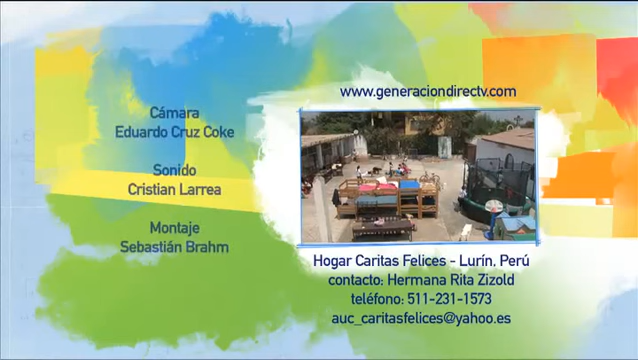 Cámara
Eduardo Cruz Coke
Sonido
Cristian Larrea
Montaje
Sebastián Brahm
www.generaciondirectv.com
Hogar Caritas Felices - Lurín, Perú
contacto: Hermana Rita Zizold
teléfono: 511-231-1573
auc_caritasfelices@yahoo.es